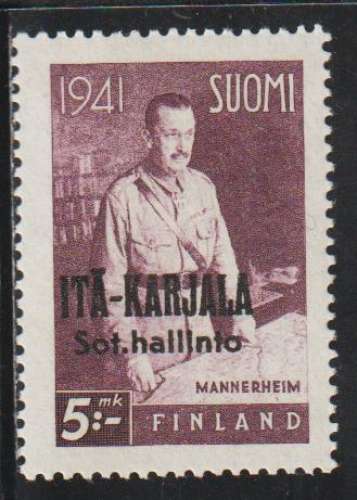 1941 SUOMI
ITÄ-KARJALA
Sot.hallinto
MANNERHEIM
5:- mk FINLAND